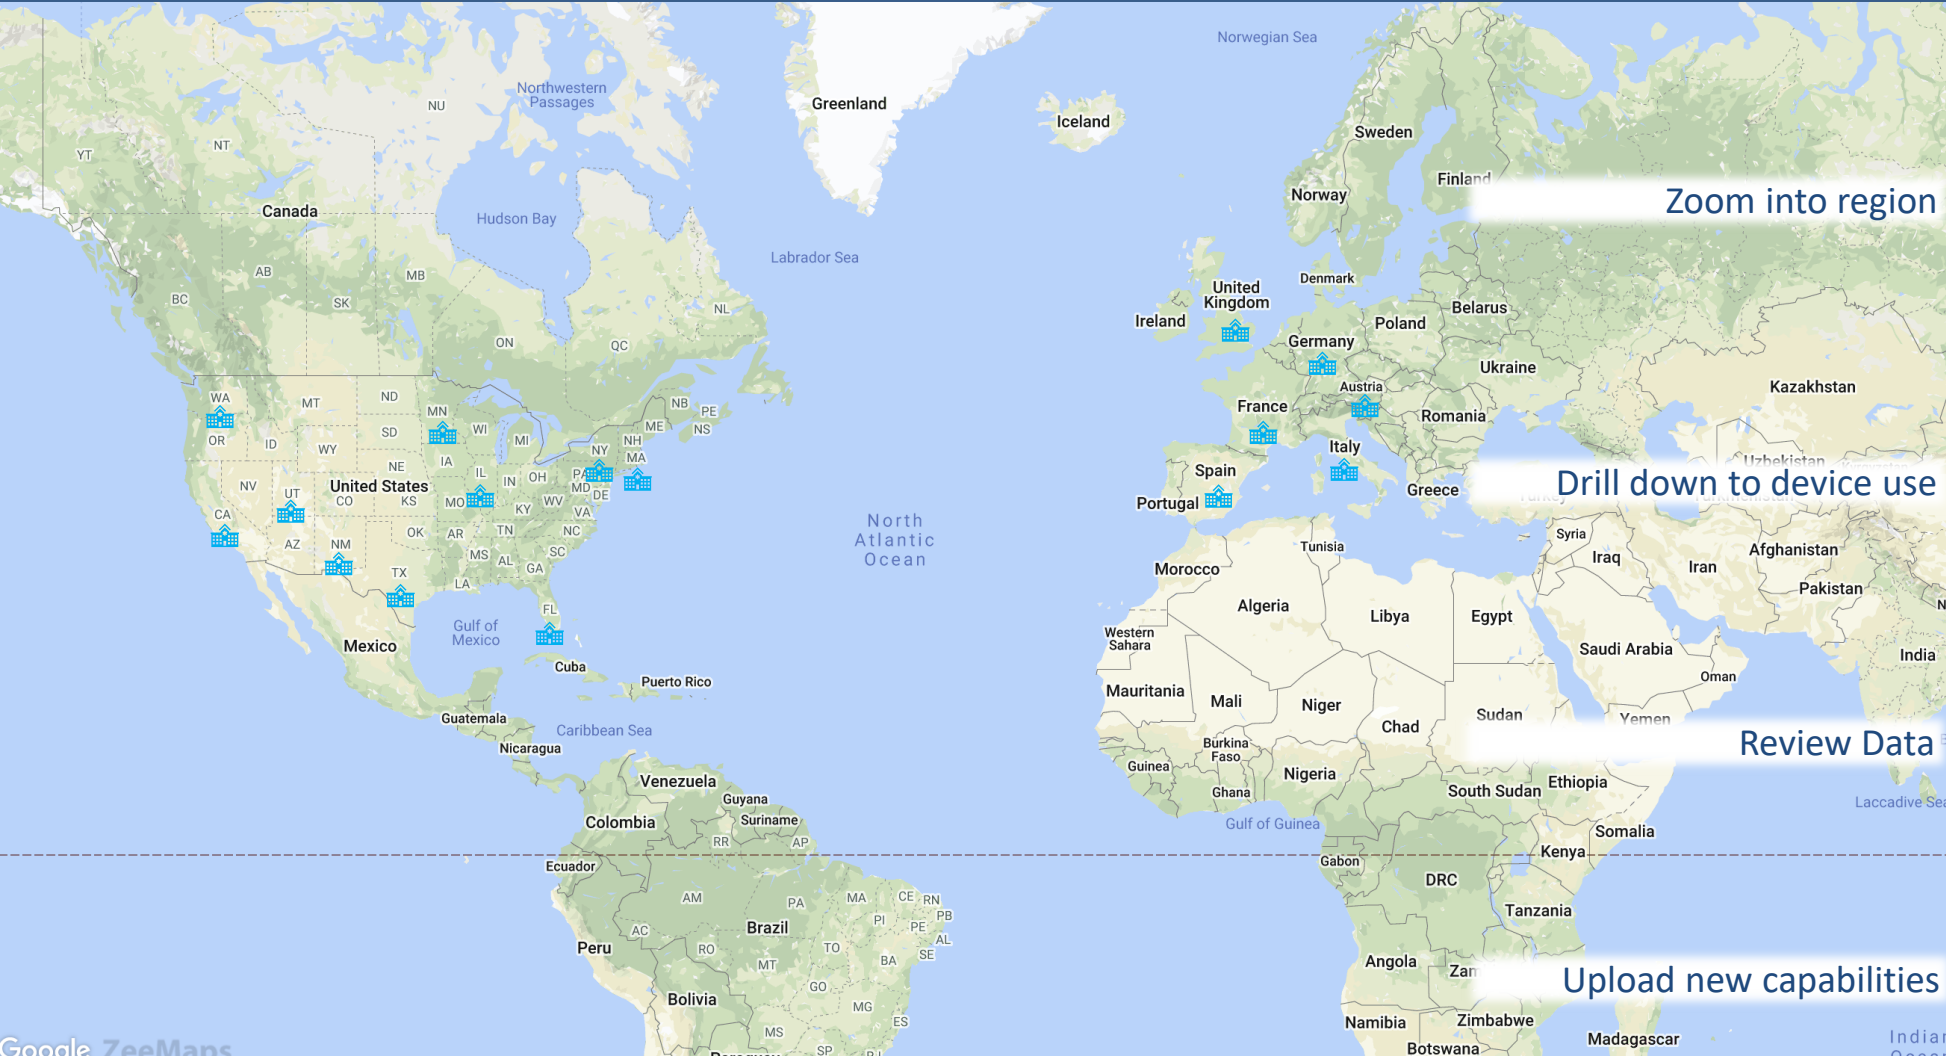 Norwegian Sea
Greenland
Northwestern
Passages
NU
Iceland
Sweden
NT
YT
Finland
Norway
Zoom into region
Canada
Hudson Bay
Labrador Sea
AB
MB
Denmark
BC
SK
NL
United
Kingdom
Belarus
Ireland
Poland
ON
QC
Germany
Ukraine
Austria
Kazakhstan
WA
MT
ND
MN
NB
PE
NS
ME
France
Romania
OR
ID
SD
WI
MI
NH
NY
MA
Italy
WY
NE
IA
IL
IN
OH
PA
MD
DE
Spain
Uzbekistan
NV
UT
United States
CO
KS
MO
KY
WV
VA
Portugal
Greece
Drill down to device use
CA
AZ
NM
OK
AR
TN
NC
SC
MS
AL
GA
North
Atlantic
Ocean
Tunisia
Syria
Iraq
Iran
Afghanistan
Pakistan
Morocco
TX
LA
FL
Algeria
Libya
Egypt
Gulf of
Mexico
Western
Sahara
Mexico
Saudi Arabia
India
Cuba
Puerto Rico
Oman
Mauritania
Mali
Niger
Chad
Sudan
Yemen
Guatemala
Caribbean Sea
Nicaragua
Review Data
Burkina
Faso
Guinea
Nigeria
Ghana
South Sudan
Ethiopia
Venezuela
Guyana
Suriname
Colombia
Gulf of Guinea
Laccadive Sea
Somalia
RR
AP
Ecuador
Gabon
Kenya
DRC
AM
PA
MA
CE
RN
PB
PI
PE
AL
SE
Tanzania
Brazil
AC
RO
TO
BA
Peru
MT
Angola
Zam
Upload new capabilities
GO
Bolivia
MG
ES
MS
SP
RJ
Paraguay
Namibia
Zimbabwe
Botswana
Madagascar
Indian
Ocean
Google
ZeeMaps